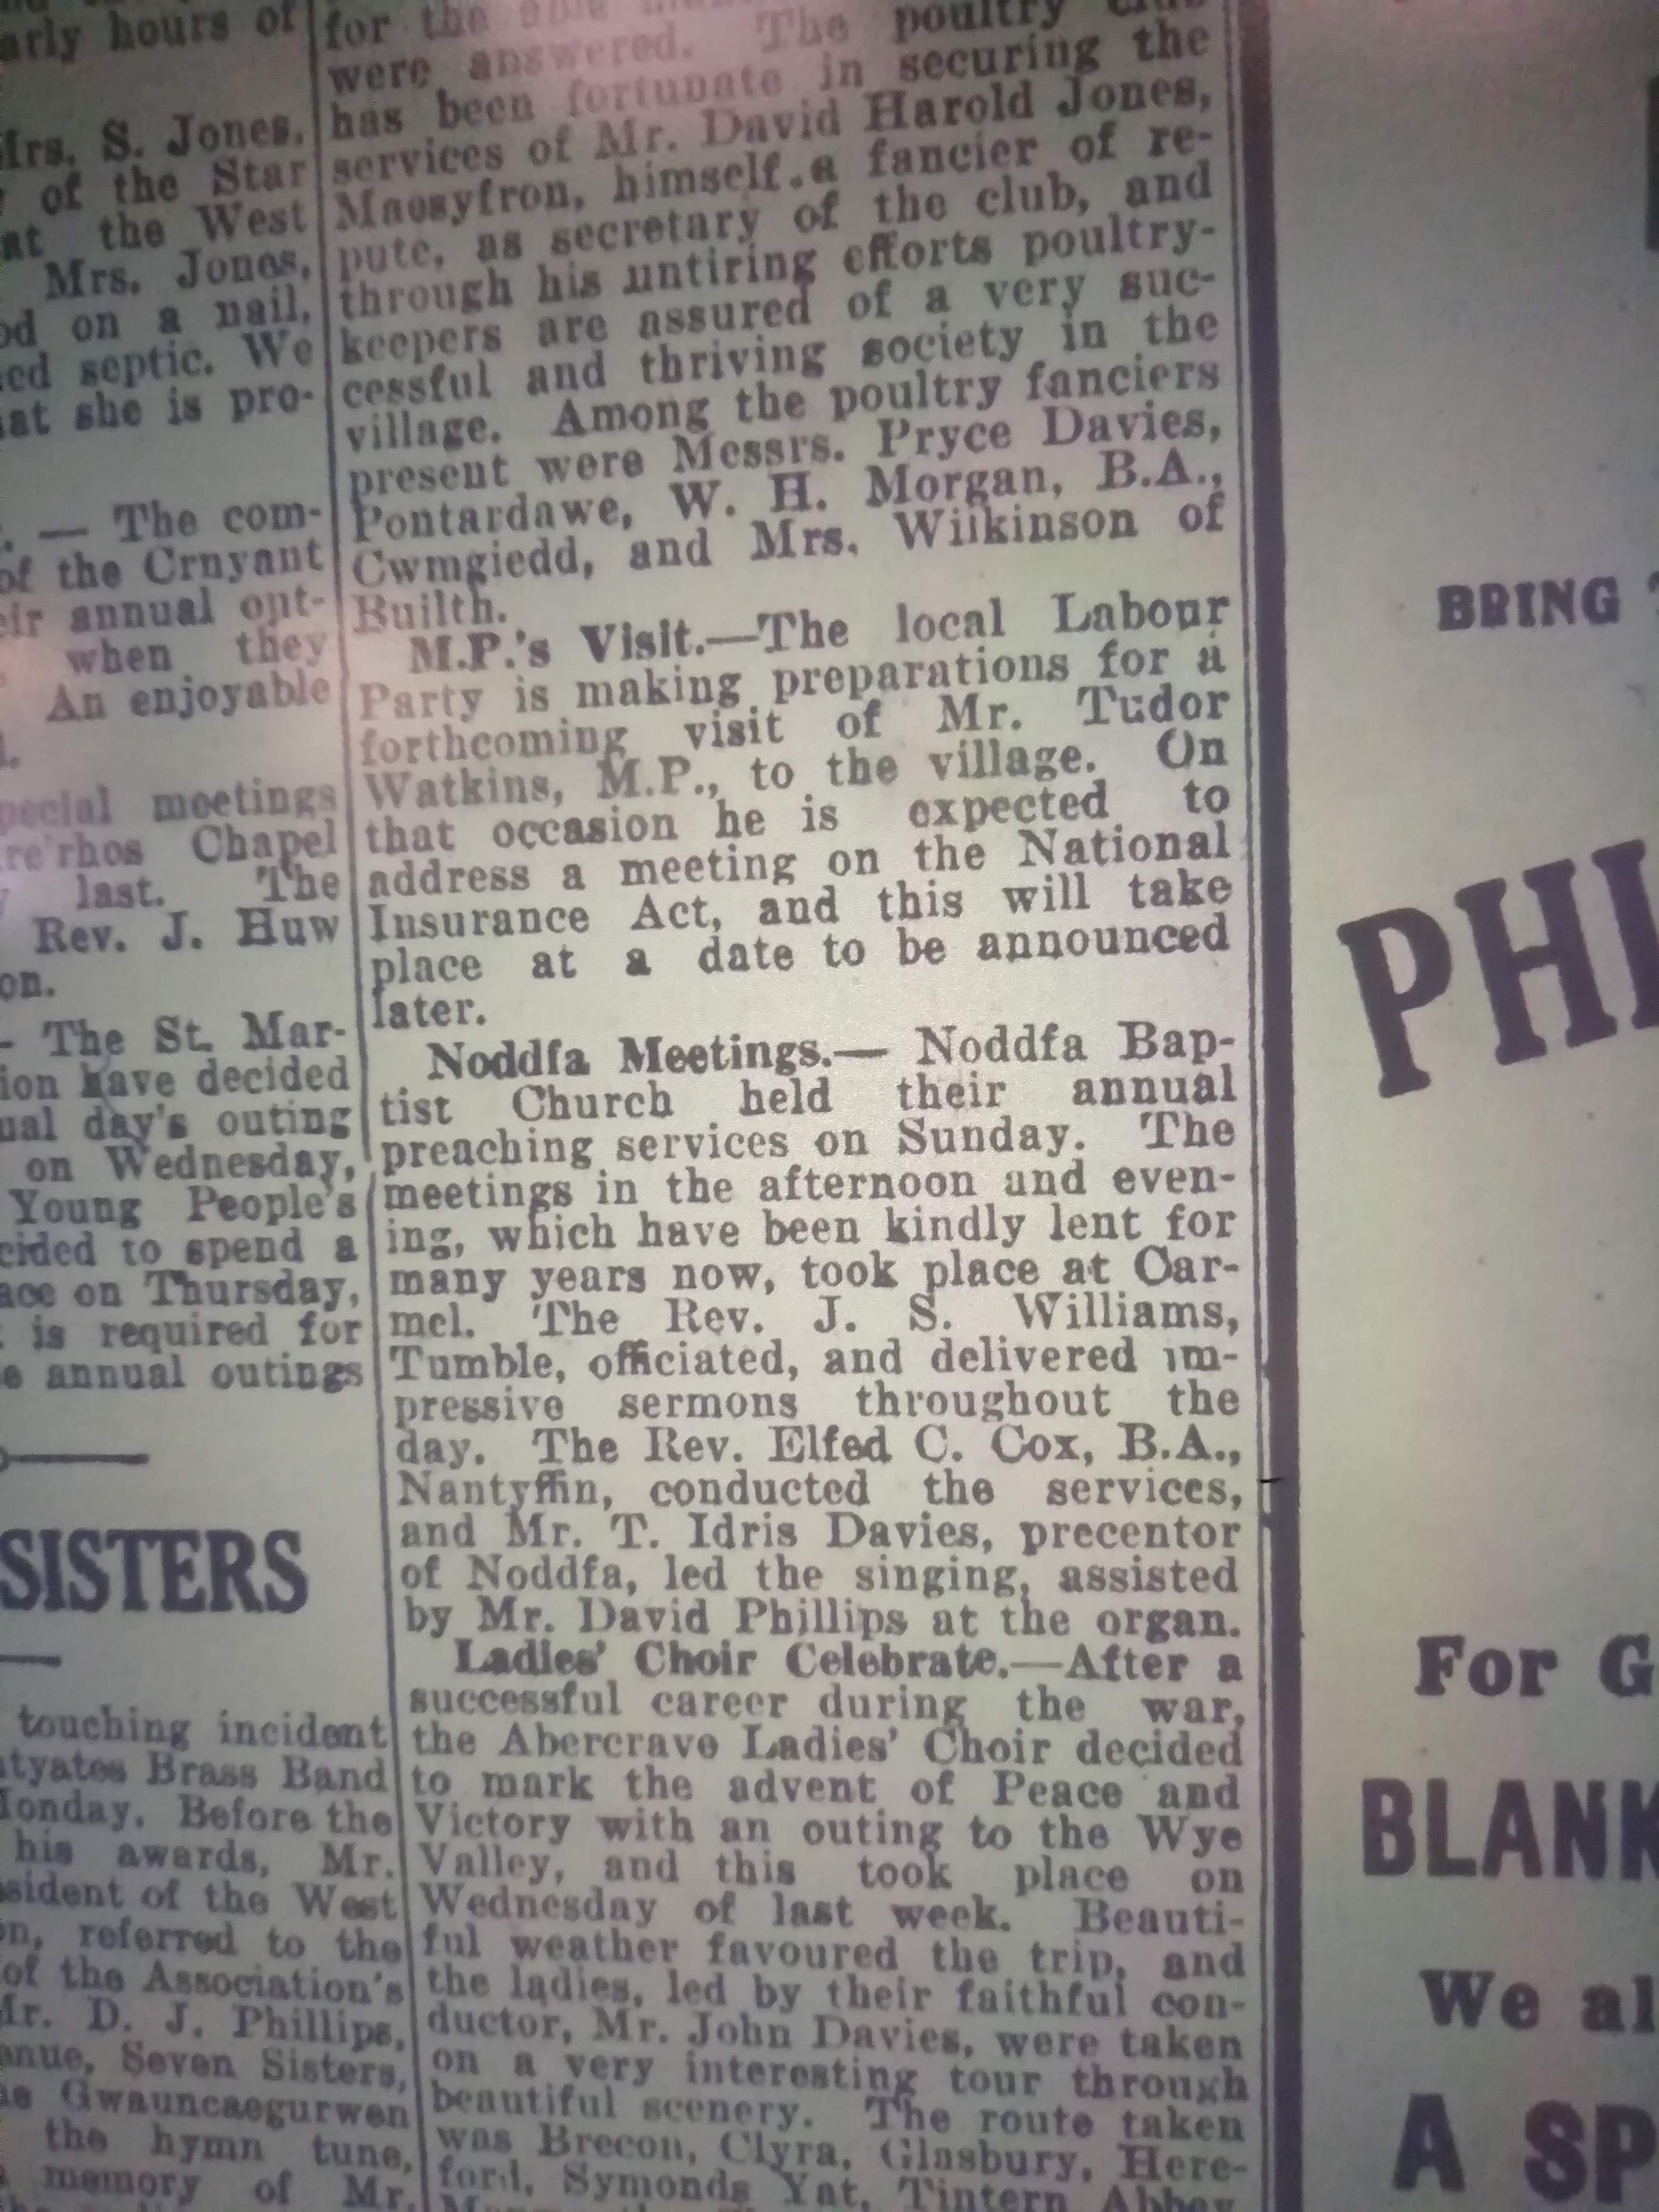 arly hours of
Mrs. S. Jones,
of the Star
at the West
Mrs. Jones,
on a nail,
septic. We
at she is pro-
— The com-
of the Crnyant
annual out-
when they
An enjoyable
meetings
Chapel
last. The
Rev. J. Huw
on.
- The St. Mar-
ion have decided
day's outing
on Wednesday,
Young People's
to spend a
on Thursday,
is required for
annual outings
SISTERS
touching incident
Brass Band
Monday. Before the
his awards, Mr.
of the West
referred to the
of the Association's
Mr. D. J. Phillips,
Seven Sisters,
Gwauncaegurwen
the hymn tune,
memory of Mr.
for the
were answered. The poultry club
has been fortunate in securing the
services of Mr. David Harold Jones,
Maesyfron, himself a fancier of re-
pute, as secretary of the club, and
through his untiring efforts poultry-
keepers are assured of a very suc-
cessful and thriving society in the
village. Among the poultry fanciers
present were Messrs. Pryce Davies,
Pontardawe, W. H. Morgan, B.A.,
Cwmgiedd, and Mrs. Wilkinson of
Builth.
M.P.'s Visit.—The local Labour
Party is making preparations for a
forthcoming visit of Mr. Tudor
Watkins, M.P., to the village. On
that occasion he is expected to
address a meeting on the National
Insurance Act, and this will take
place at a date to be announced
later.
Noddfa Meetings.— Noddfa Bap-
tist Church held their annual
preaching services on Sunday. The
meetings in the afternoon and even-
ing, which have been kindly lent for
many years now, took place at Car-
mel. The Rev. J. S. Williams,
Tumble, officiated, and delivered im-
pressive sermons throughout the
day. The Rev. Elfed C. Cox, B.A.,
Nantyffin, conducted the services,
and Mr. T. Idris Davies, precentor
of Noddfa, led the singing, assisted
by Mr. David Phillips at the organ.
Ladies' Choir Celebrate.—After a
successful career during the war,
the Abercrave Ladies' Choir decided
to mark the advent of Peace and
Victory with an outing to the Wye
Valley, and this took place on
Wednesday of last week. Beauti-
ful weather favoured the trip, and
the ladies, led by their faithful con-
ductor, Mr. John Davies, were taken
on a very interesting tour through
beautiful scenery. The route taken
was Brecon, Clyra, Glasbury, Here-
ford, Symonds Yat, Tintern Abbey
BRING
PHI
For G
BLANK
We al
A SP